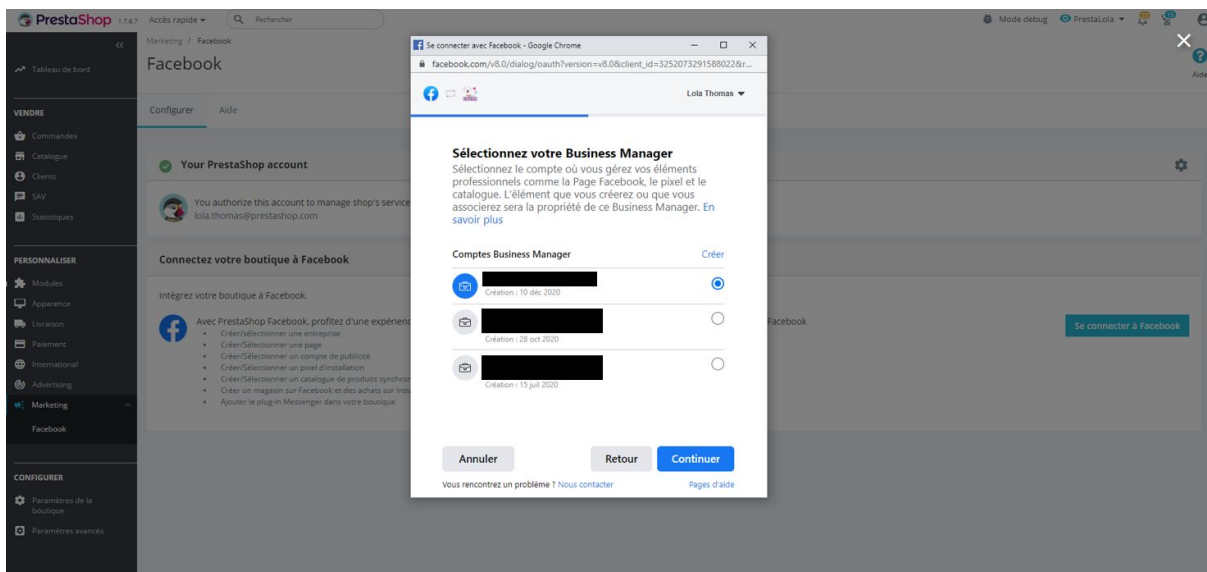 PrestaShop 1.7.6.7 Accès rapide Rechercher Mode debug PrestaLola
Marketing / Facebook
Facebook
Aide
Configurer Aide
Tableau de bord
VENDRE
Commandes
Catalogue
Clients
SAV
Statistiques
PERSONNALISER
Modules
Apparence
Livraison
Paiement
International
Advertising
Marketing
Facebook
CONFIGURER
Paramètres de la
boutique
Paramètres avancés
Your PrestaShop account
You authorize this account to manage shop's service
lola.thomas@prestashop.com
Connectez votre boutique à Facebook
Intégrez votre boutique à Facebook.
Avec PrestaShop Facebook, profitez d'une expérienc
Facebook
Créer/sélectionner une entreprise
Créer/Sélectionner une page
Créer/Sélectionner un compte de publicité
Créer/Sélectionner un pixel d'installation
Créer/Sélectionner un catalogue de produits synchror
Créer un magasin sur Facebook et des achats sur Inst
Ajouter le plug-in Messenger dans votre boutique
Se connecter à Facebook
Se connecter avec Facebook - Google Chrome
facebook.com/v8.0/dialog/oauth?version=v8.0&client_id=3252073291588022&r...
Lola Thomas
Sélectionnez votre Business Manager
Sélectionnez le compte où vous gérez vos éléments
professionnels comme la Page Facebook, le pixel et le
catalogue. L'élément que vous créerez ou que vous
associerez sera la propriété de ce Business Manager. En
savoir plus
Comptes Business Manager Créer
Création : 10 déc 2020
Création : 28 oct 2020
Création : 15 juil 2020
Annuler Retour Continuer
Vous rencontrez un problème ? Nous contacter Pages d'aide